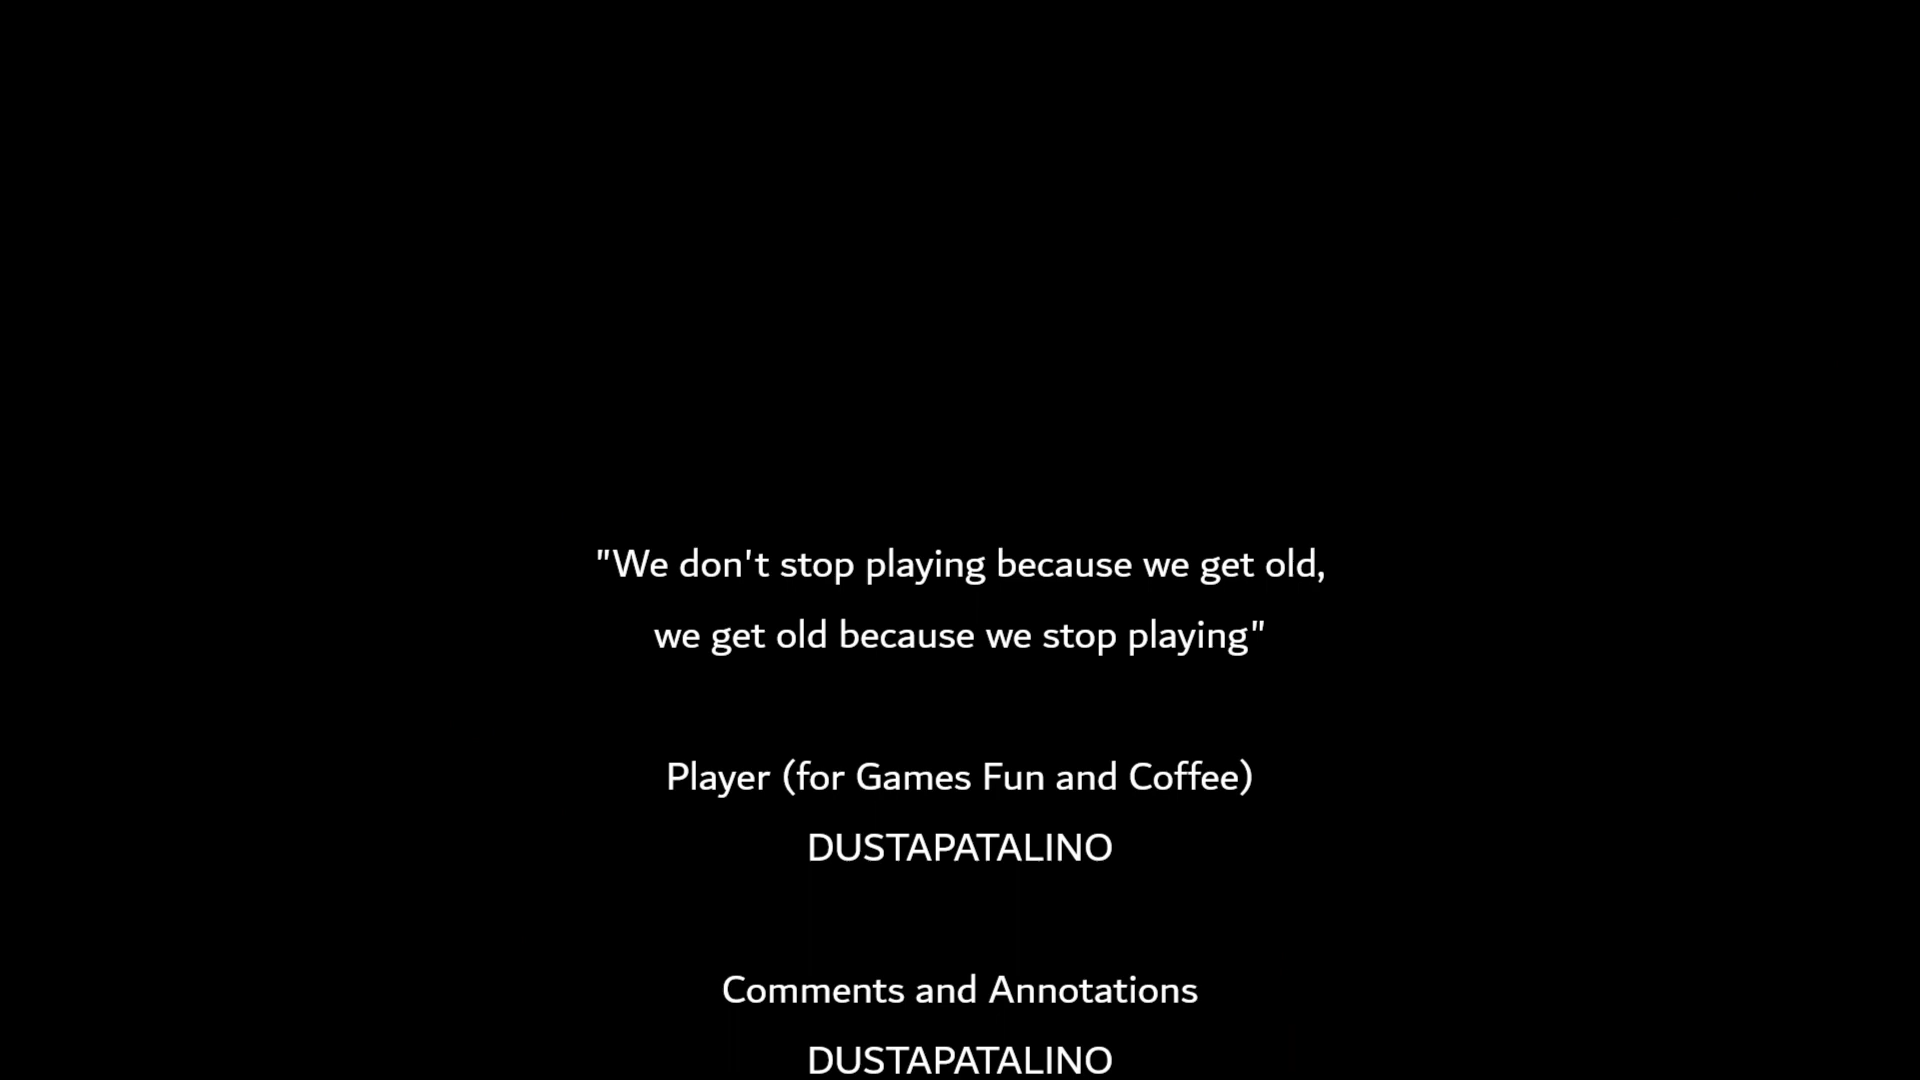 "We don't stop playing because we get old,
we get old because we stop playing"
Player (for Games Fun and Coffee)
DUSTAPATALINO
Comments and Annotations
DUSTAPATALINO